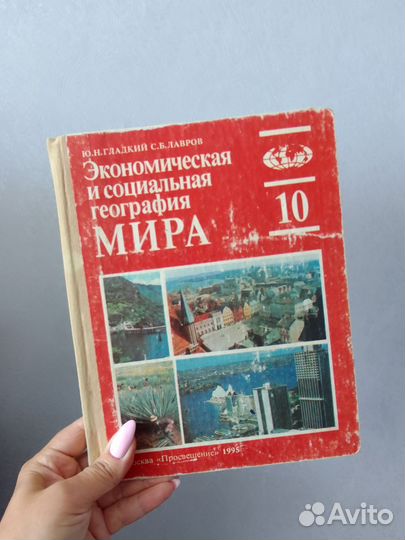 Ю.Н.ГЛАДКИЙ С.Б.ЛАВРОВ
Экономическая
и социальная
география
МИРА
10
Москва «Просвещение» 1995
Avito